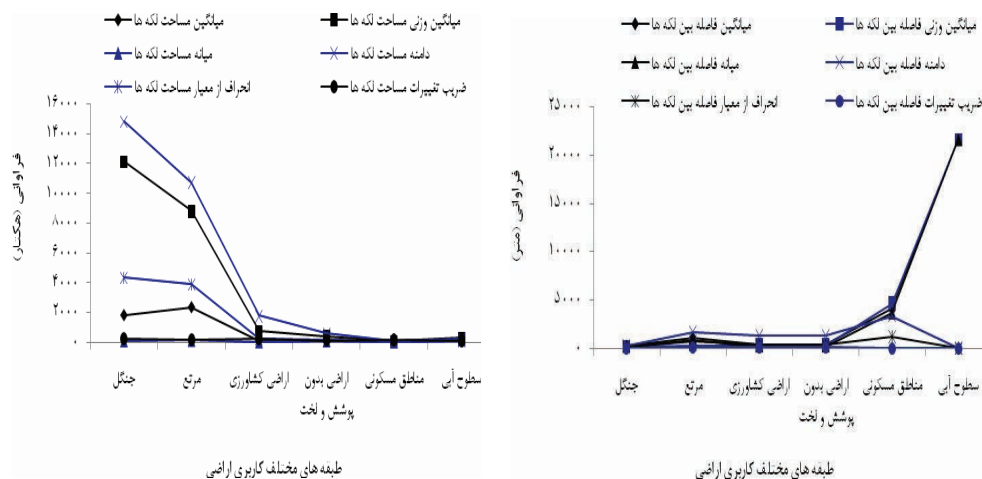 میانگین مساحت لکه ها
میانگین وزنی مساحت لکه ها
میانه مساحت لکه ها
دامنه مساحت لکه ها
انحراف از معیار مساحت لکه ها
ضریب تغییرات مساحت لکه ها
فراوانی (هکتار)
۱۶۰۰۰
۱۴۰۰۰
۱۲۰۰۰
۱۰۰۰۰
۸۰۰۰
۶۰۰۰
۴۰۰۰
۲۰۰۰
۰
جنگل
مرتع
اراضی کشاورزی
اراضی بدون
مناطق مسکونی
سطوح آبی
پوشش و لخت
طبقه های مختلف کاربری اراضی
میانگین فاصله بین لکه ها
میانگین وزنی فاصله بین لکه ها
میانه فاصله بین لکه ها
دامنه فاصله بین لکه ها
انحراف از معیار فاصله بین لکه ها
ضریب تغییرات فاصله بین لکه ها
فراوانی (متر)
۲۵۰۰۰
۲۰۰۰۰
۱۵۰۰۰
۱۰۰۰۰
۵۰۰۰
۰
جنگل
مرتع
اراضی کشاورزی
اراضی بدون
مناطق مسکونی
سطوح آبی
پوشش و لخت
طبقه های مختلف کاربری اراضی